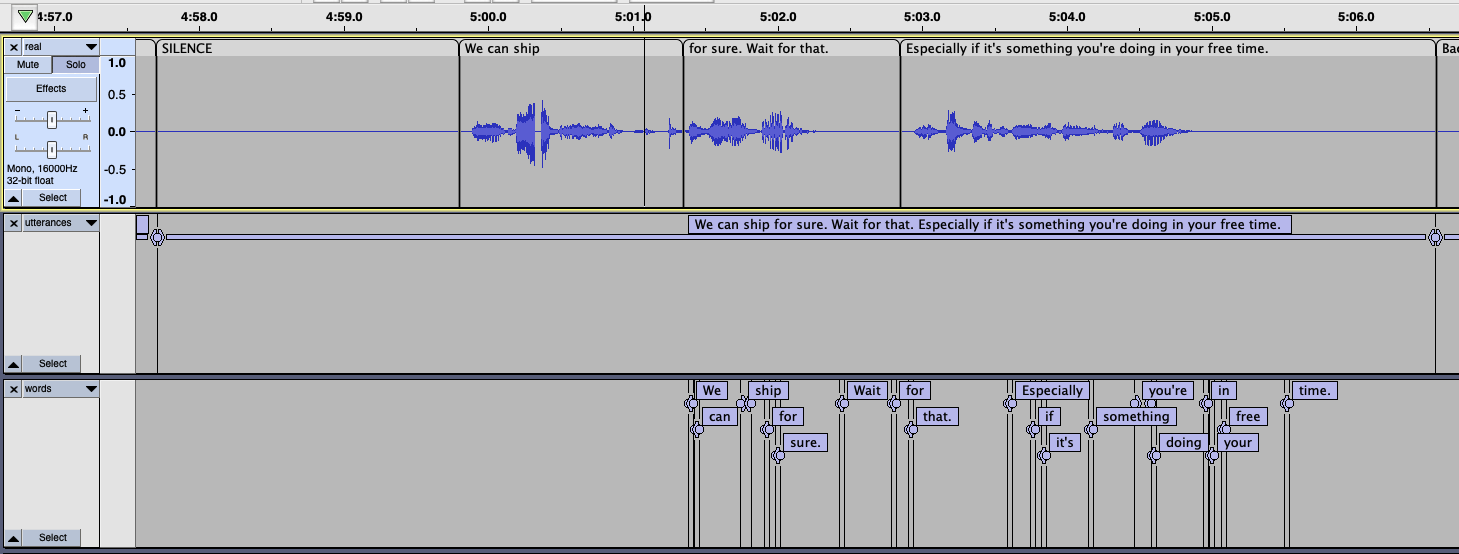 4:57.0 4:58.0 4:59.0 5:00.0 5:01.0 5:02.0 5:03.0 5:04.0 5:05.0 5:06.0
real
Mute Solo
Effects
- +
L R
Mono, 16000Hz
32-bit float
Select
1.0
0.5
0.0
-0.5
-1.0
SILENCE
We can ship
for sure. Wait for that.
Especially if it's something you're doing in your free time.
Bac
utterances
We can ship for sure. Wait for that. Especially if it's something you're doing in your free time.
Select
words
We ship Wait for Especially you're in time.
can for that. if something free
sure. it's doing your
Select